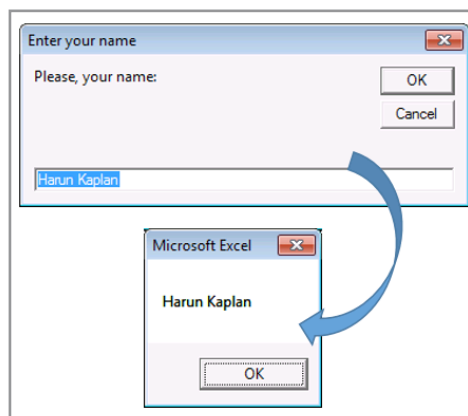 Enter your name
Please, your name:
OK
Cancel
Harun Kaplan
Microsoft Excel
Harun Kaplan
OK